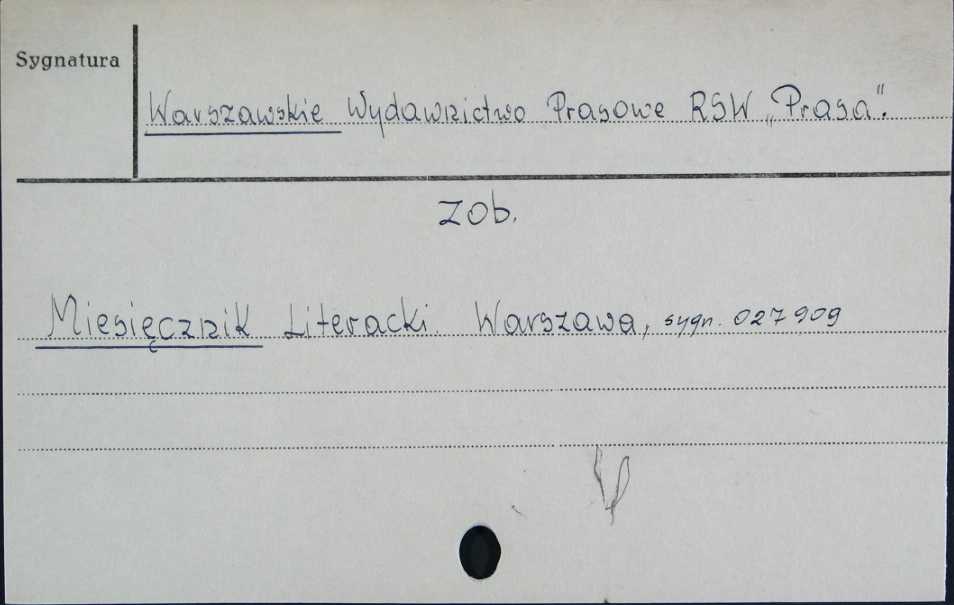 Sygnatura
Warszawskie Wydawnictwo Prasowe RSW „Prasa".
Zob.
Miesięcznik Literacki. Warszawa, sygn. 027909